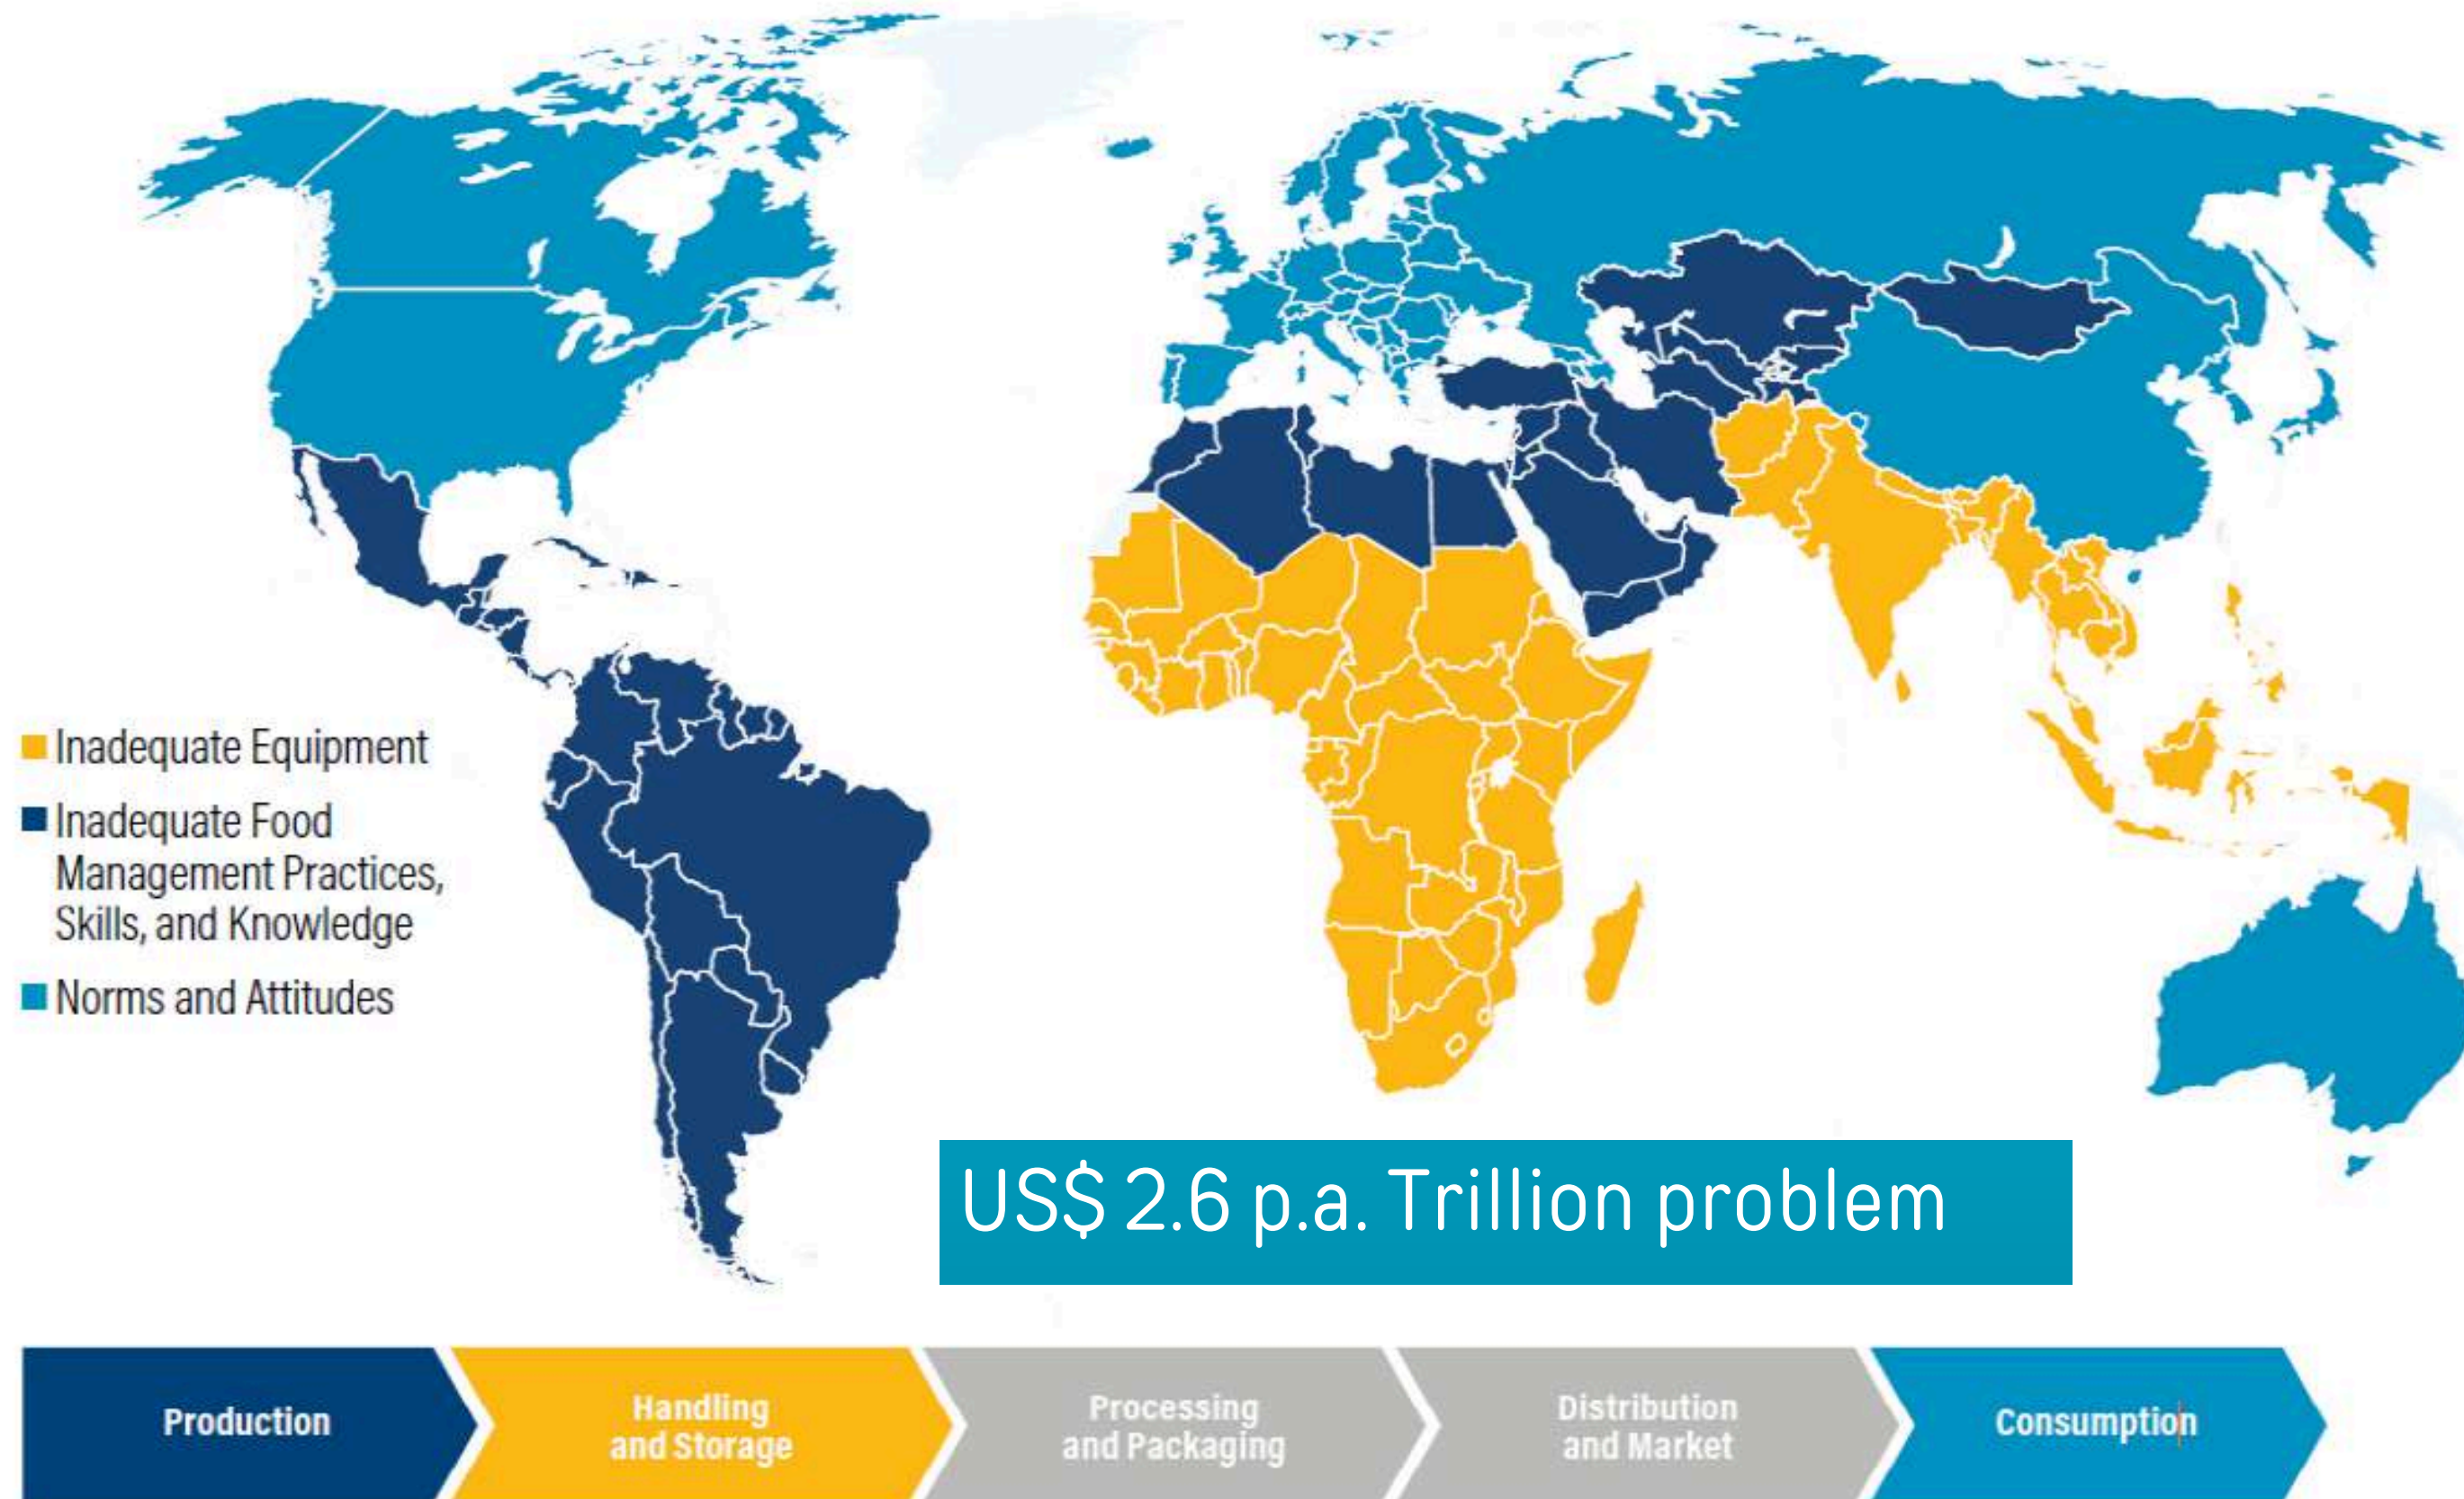 Inadequate Equipment
Inadequate Food
Management Practices,
Skills, and Knowledge
Norms and Attitudes
US$ 2.6 p.a. Trillion problem
Production
Handling
and Storage
Processing
and Packaging
Distribution
and Market
Consumption